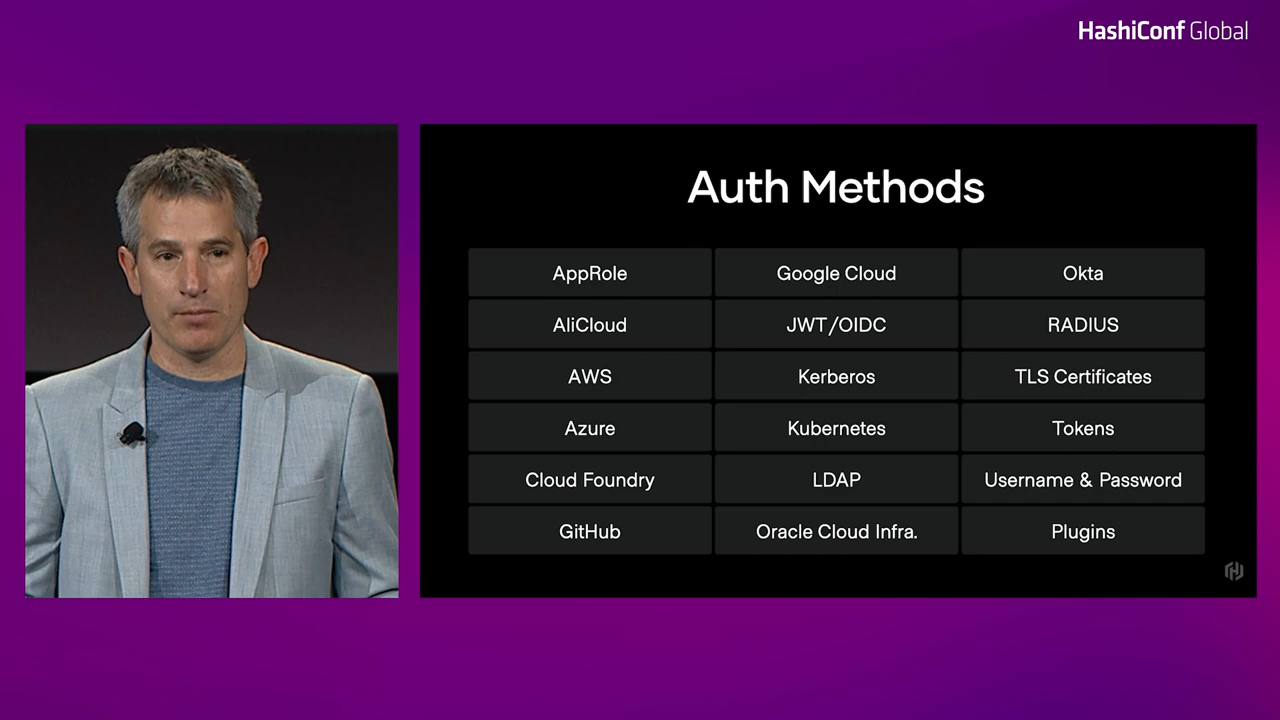 HashiConf Global
Auth Methods
AppRole
Google Cloud
Okta
AliCloud
JWT/OIDC
RADIUS
AWS
Kerberos
TLS Certificates
Azure
Kubernetes
Tokens
Cloud Foundry
LDAP
Username & Password
GitHub
Oracle Cloud Infra.
Plugins